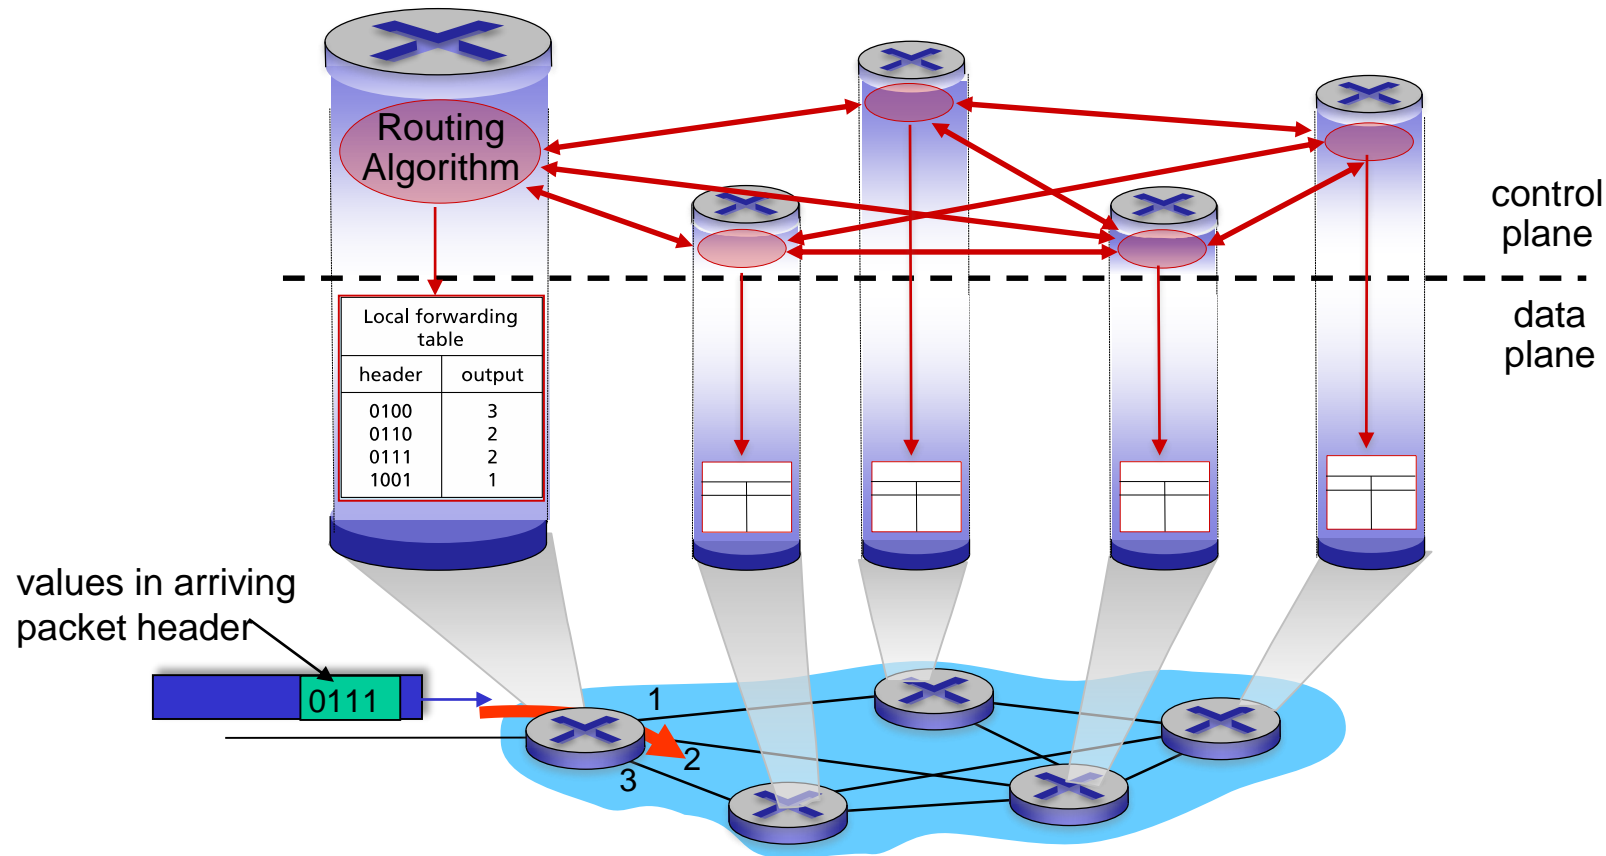 Routing
Algorithm
control
plane
data
plane
Local forwarding
table
header output
0100 3
0110 2
0111 2
1001 1
values in arriving
packet header
0111
1
2
3